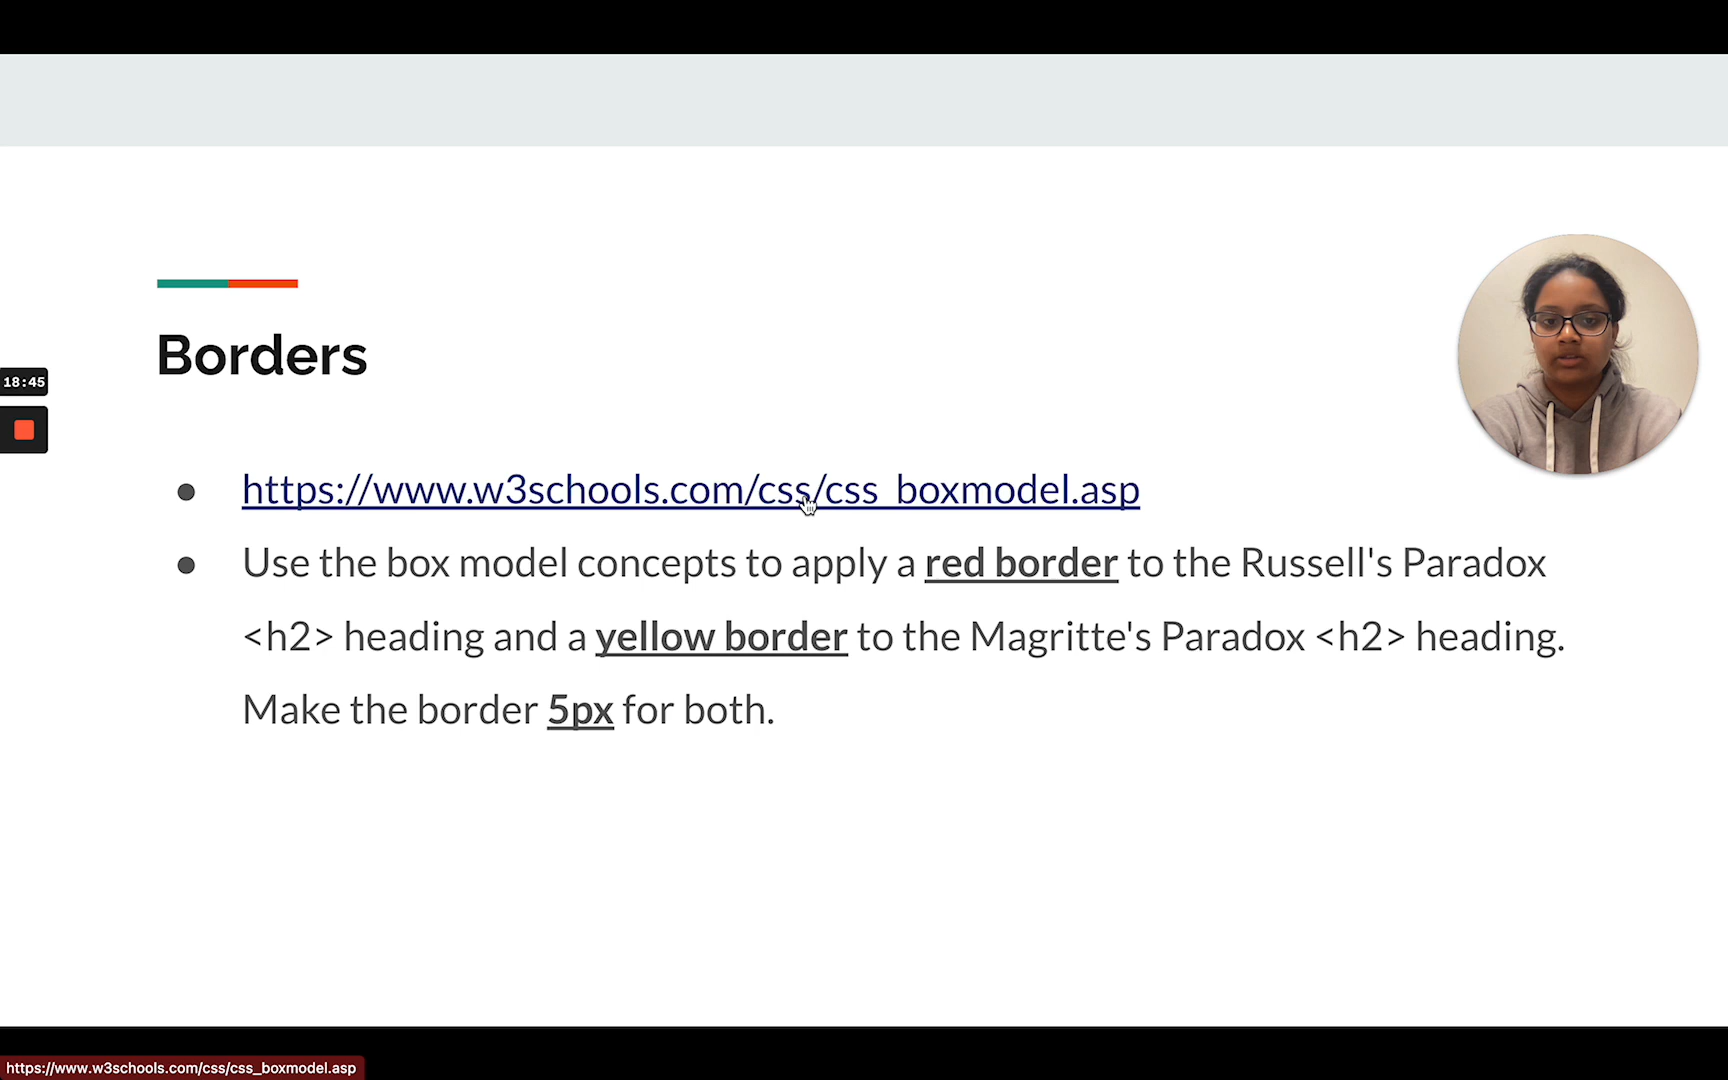 Borders
18:45
https://www.w3schools.com/css/css_boxmodel.asp
Use the box model concepts to apply a red border to the Russell's Paradox
<h2> heading and a yellow border to the Magritte's Paradox <h2> heading.
Make the border 5px for both.
https://www.w3schools.com/css/css_boxmodel.asp